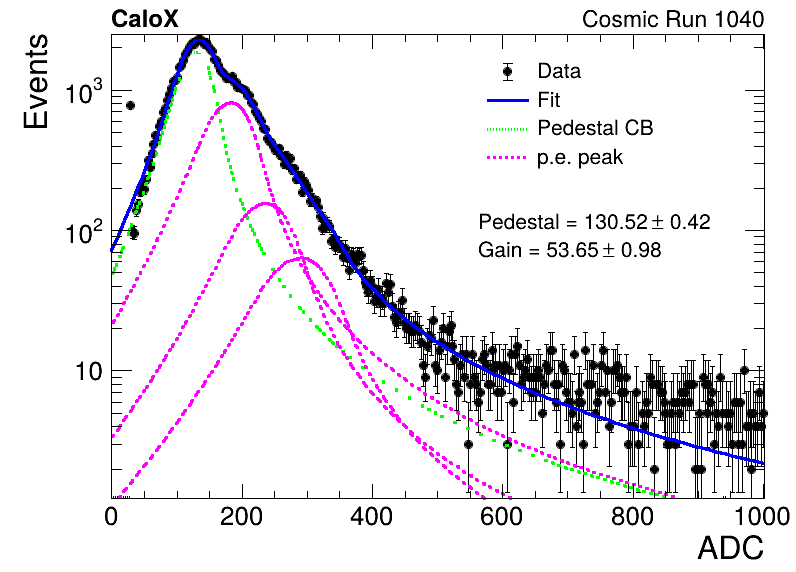 CaloX Cosmic Run 1040
Events
10³
10²
10
Data
Fit
Pedestal CB
p.e. peak
Pedestal = 130.52 ± 0.42
Gain = 53.65 ± 0.98
0 200 400 600 800 1000
ADC